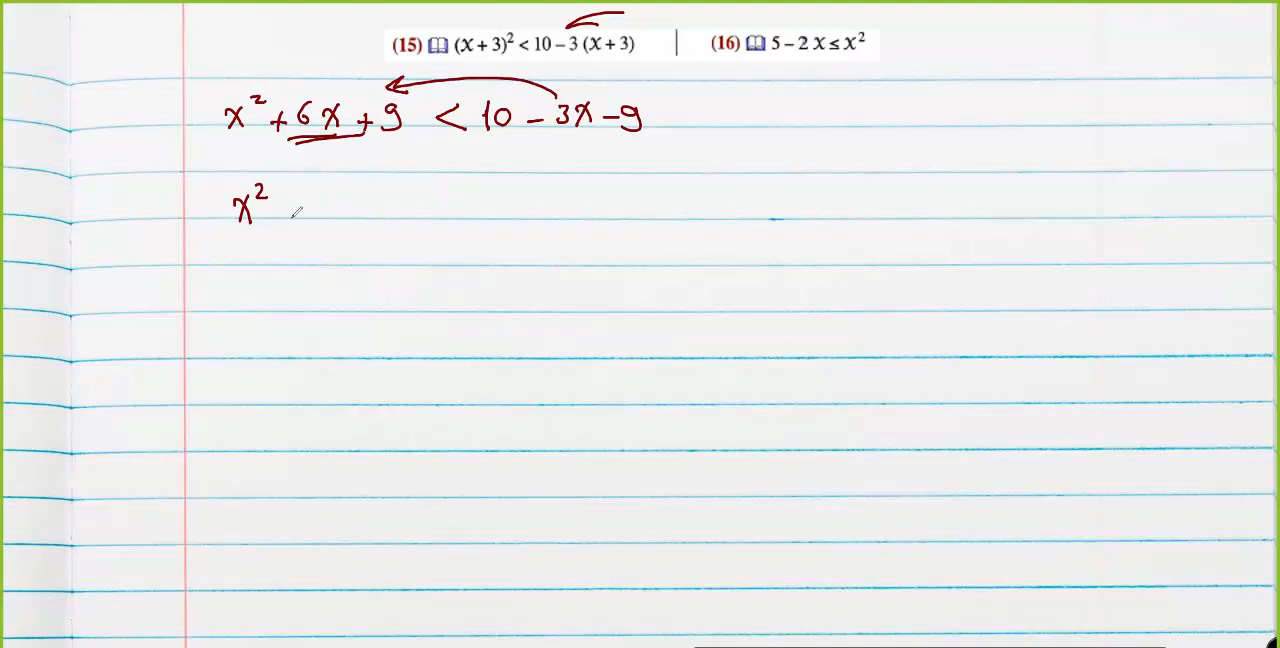 (15) (x + 3)² < 10 – 3 (x + 3) (16) 5 – 2 x ≤ x²
x² + 6x + 9 < 10 – 3x – 9
x²